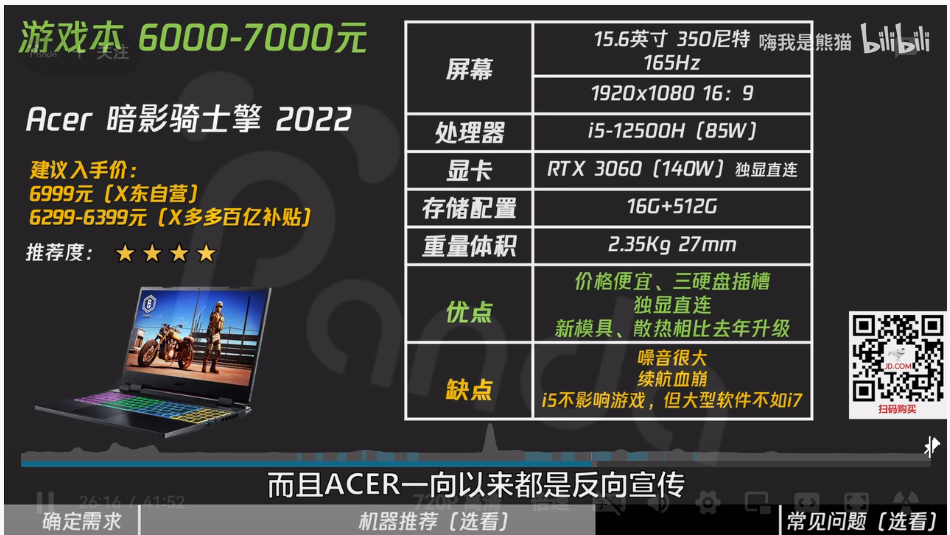 游戏本 6000-7000元
Panda
+ 关注
嗨我是熊猫
bilibili
Acer 暗影骑士擎 2022
建议入手价：
6999元（X东自营）
6299-6399元（X多多百亿补贴）
推荐度：★ ★ ★ ★
屏幕
15.6英寸 350尼特
165Hz
1920x1080 16：9
处理器
i5-12500H（85W）
显卡
RTX 3060（140W）独显直连
存储配置
16G+512G
重量体积
2.35Kg 27mm
优点
价格便宜、三硬盘插槽
独显直连
新模具、散热相比去年升级
缺点
噪音很大
续航血崩
i5不影响游戏，但大型软件不如i7
JD.COM
扫码购买
Panda
而且ACER一向以来都是反向宣传
26:16 / 41:52
720P 高清
倍速
确定需求
机器推荐（选看）
常见问题（选看）